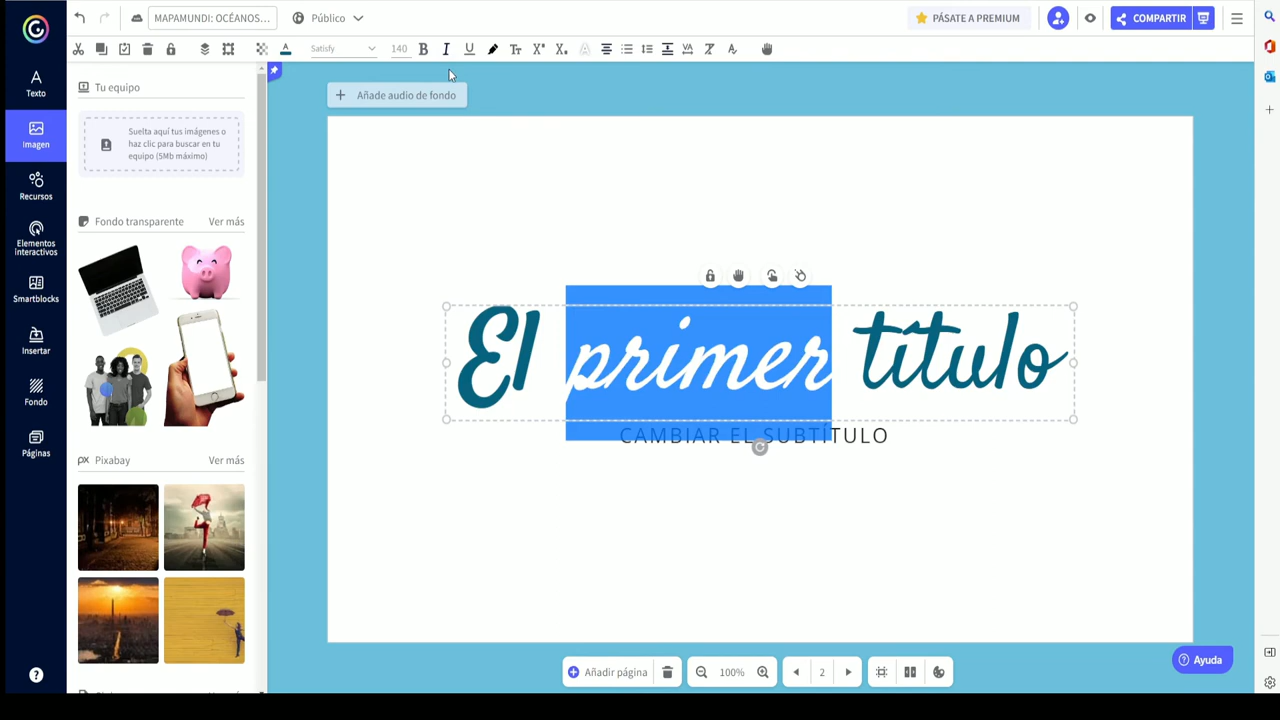 MAPAMUNDI: OCÉANOS...
Público
PÁSATE A PREMIUM
COMPARTIR
Satisfy
140
Texto
Imagen
Recursos
Elementos
interactivos
Smartblocks
Insertar
Fondo
Páginas
Tu equipo
Suelta aquí tus imágenes o
haz clic para buscar en tu
equipo (5Mb máximo)
Fondo transparente
Ver más
Pixabay
Ver más
Añade audio de fondo
El primer título
CAMBIAR EL SUBTÍTULO
Añadir página
100%
2
Ayuda